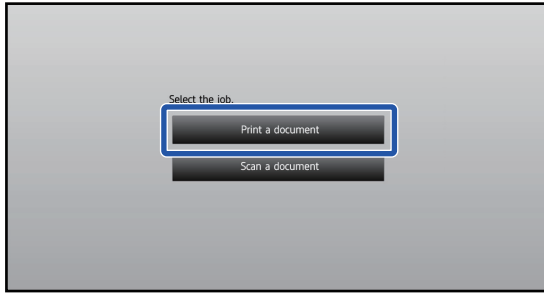 Select the job.
Print a document
Scan a document